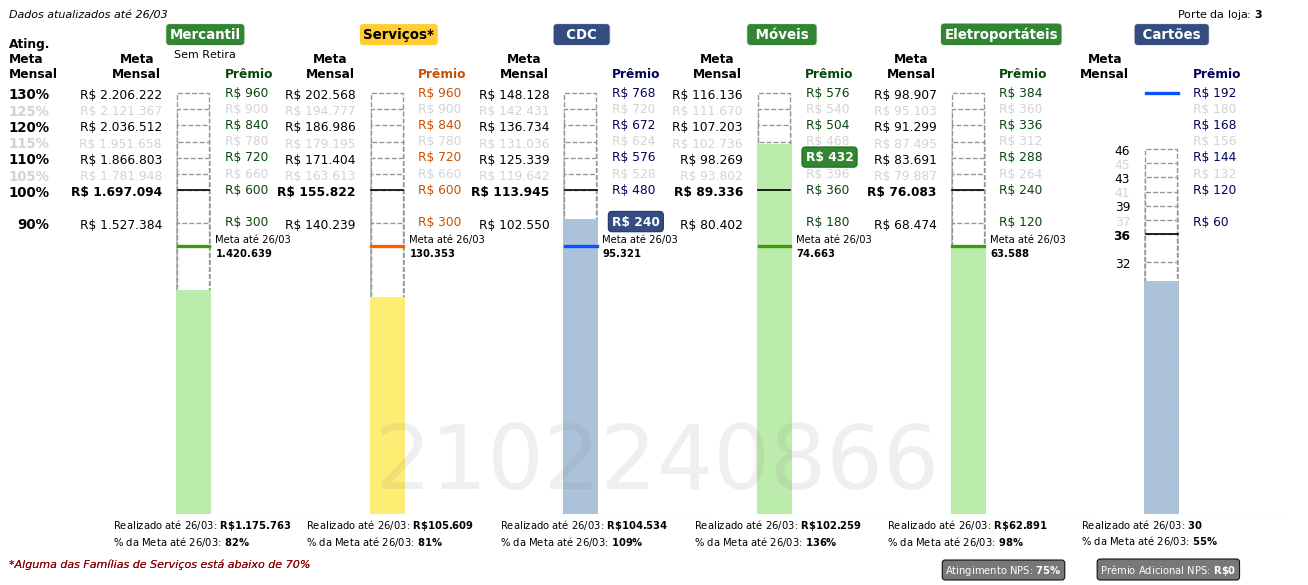 Dados atualizados até 26/03
Porte da loja: 3
Mercantil Serviços* CDC Móveis Eletroportáteis Cartões
Sem Retira
Ating. Meta Mensal
Meta Mensal Prêmio Meta Mensal Prêmio Meta Mensal Prêmio Meta Mensal Prêmio Meta Mensal Prêmio Meta Mensal Prêmio
130% R$ 2.206.222 R$ 960 R$ 202.568 R$ 960 R$ 148.128 R$ 768 R$ 116.136 R$ 576 R$ 98.907 R$ 384 R$ 192
125% R$ 2.121.367 R$ 900 R$ 194.777 R$ 900 R$ 142.431 R$ 720 R$ 111.670 R$ 540 R$ 95.103 R$ 360 R$ 180
120% R$ 2.036.512 R$ 840 R$ 186.986 R$ 840 R$ 136.734 R$ 672 R$ 107.203 R$ 504 R$ 91.299 R$ 336 R$ 168
115% R$ 1.951.658 R$ 780 R$ 179.195 R$ 780 R$ 131.036 R$ 624 R$ 102.736 R$ 468 R$ 87.495 R$ 312 R$ 156
110% R$ 1.866.803 R$ 720 R$ 171.404 R$ 720 R$ 125.339 R$ 576 R$ 98.269 R$ 432 R$ 83.691 R$ 288 46 R$ 144
105% R$ 1.781.948 R$ 660 R$ 163.613 R$ 660 R$ 119.642 R$ 528 R$ 93.802 R$ 396 R$ 79.887 R$ 264 45 R$ 132
100% R$ 1.697.094 R$ 600 R$ 155.822 R$ 600 R$ 113.945 R$ 480 R$ 89.336 R$ 360 R$ 76.083 R$ 240 43 R$ 120
41
39
90% R$ 1.527.384 R$ 300 R$ 140.239 R$ 300 R$ 102.550 R$ 240 R$ 80.402 R$ 180 R$ 68.474 R$ 120 37 R$ 60
36
Meta até 26/03 Meta até 26/03 Meta até 26/03 Meta até 26/03 Meta até 26/03
1.420.639 130.353 95.321 74.663 63.588
32
2102240866
Realizado até 26/03: R$1.175.763 Realizado até 26/03: R$105.609 Realizado até 26/03: R$104.534 Realizado até 26/03: R$102.259 Realizado até 26/03: R$62.891 Realizado até 26/03: 30
% da Meta até 26/03: 82% % da Meta até 26/03: 81% % da Meta até 26/03: 109% % da Meta até 26/03: 136% % da Meta até 26/03: 98% % da Meta até 26/03: 55%
*Alguma das Famílias de Serviços está abaixo de 70%
Atingimento NPS: 75% Prêmio Adicional NPS: R$0